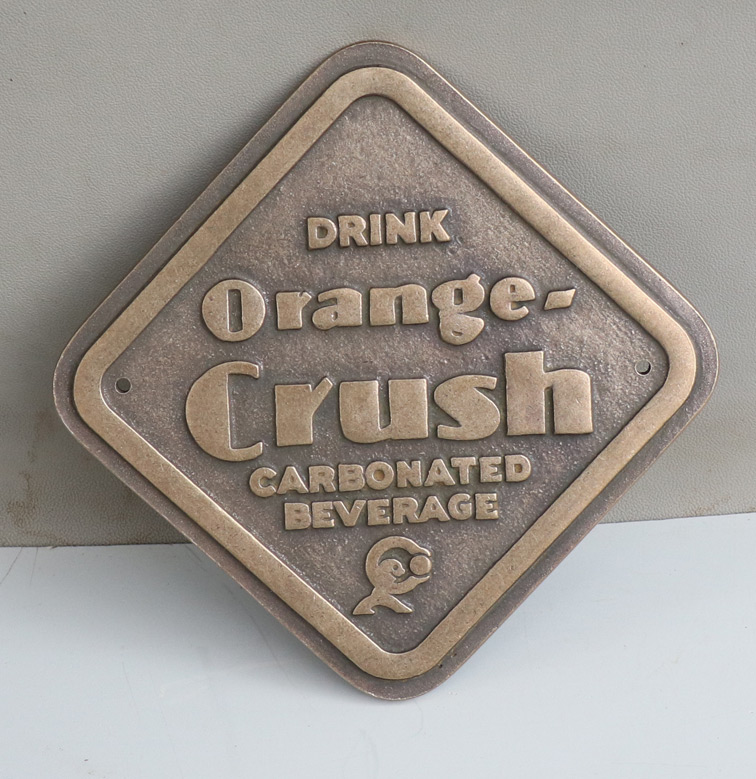 DRINK
Orange-
Crush
CARBONATED
BEVERAGE